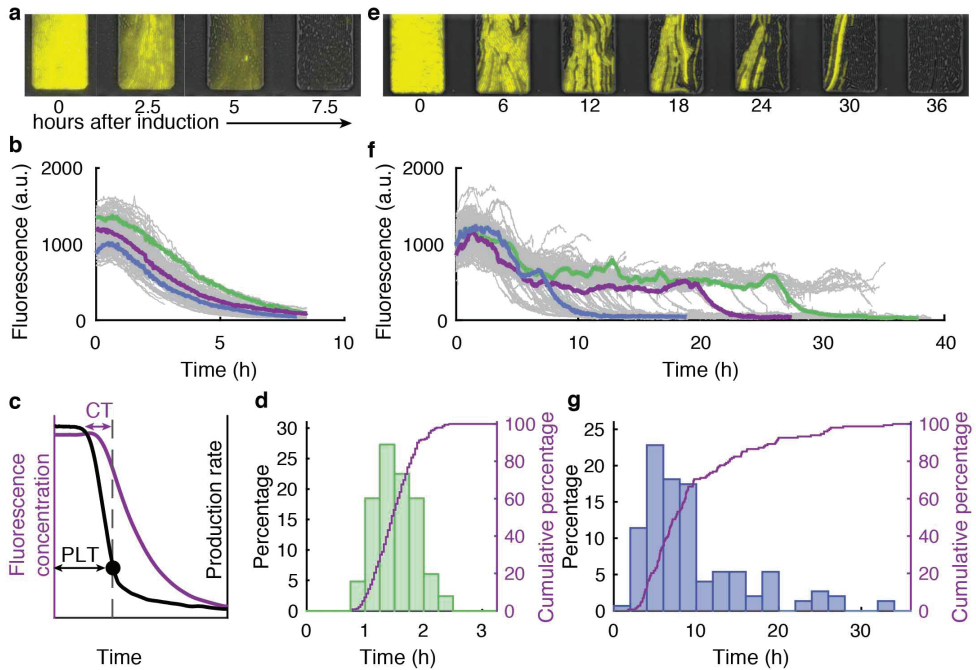 a
0 2.5 5 7.5
hours after induction
e
0 6 12 18 24 30 36
b
Fluorescence (a.u.)
2000
1000
0
0 5 10
Time (h)
f
Fluorescence (a.u.)
2000
1000
0
0 10 20 30 40
Time (h)
c
CT
PLT
Fluorescence
concentration
Production rate
Time
d
Percentage
30
25
20
15
10
5
0
0 1 2 3
Time (h)
100
80
60
40
20
0
Cumulative percentage
g
Percentage
25
20
15
10
5
0
0 10 20 30
Time (h)
100
80
60
40
20
0
Cumulative percentage